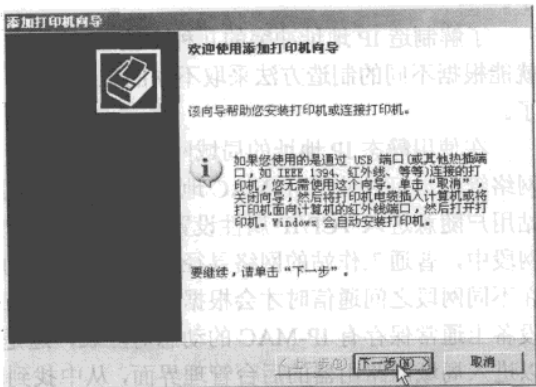 添加打印机向导
欢迎使用添加打印机向导
该向导帮助您安装打印机或连接打印机。
如果您使用的是通过 USB 端口(或其他热插端
口，如 IEEE 1394、红外线、等等)连接的打
印机，您无需使用这个向导。单击“取消”，
关闭向导，然后将打印机电缆插入计算机或将
打印机面向计算机的红外线端口，然后打开打
印机。Windows 会自动安装打印机。
要继续，请单击“下一步”。
< 上一步(B) 下一步(N) > 取消